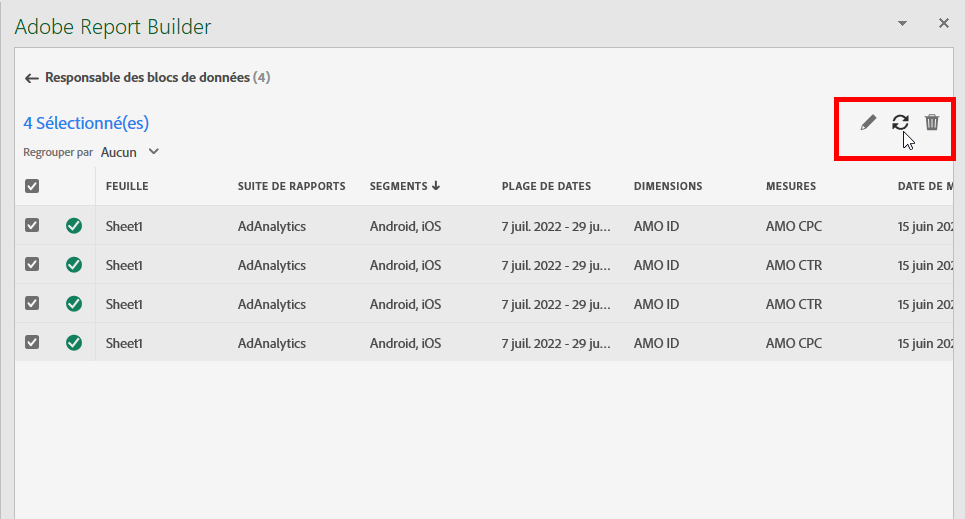 Adobe Report Builder
Responsable des blocs de données (4)
4 Sélectionné(es)
Regrouper par Aucun
FEUILLE SUITE DE RAPPORTS SEGMENTS PLAGE DE DATES DIMENSIONS MESURES DATE DE M
Sheet1 AdAnalytics Android, iOS 7 juil. 2022 - 29 ju... AMO ID AMO CPC 15 juin 202
Sheet1 AdAnalytics Android, iOS 7 juil. 2022 - 29 ju... AMO ID AMO CTR 15 juin 202
Sheet1 AdAnalytics Android, iOS 7 juil. 2022 - 29 ju... AMO ID AMO CTR 15 juin 202
Sheet1 AdAnalytics Android, iOS 7 juil. 2022 - 29 ju... AMO ID AMO CPC 15 juin 202